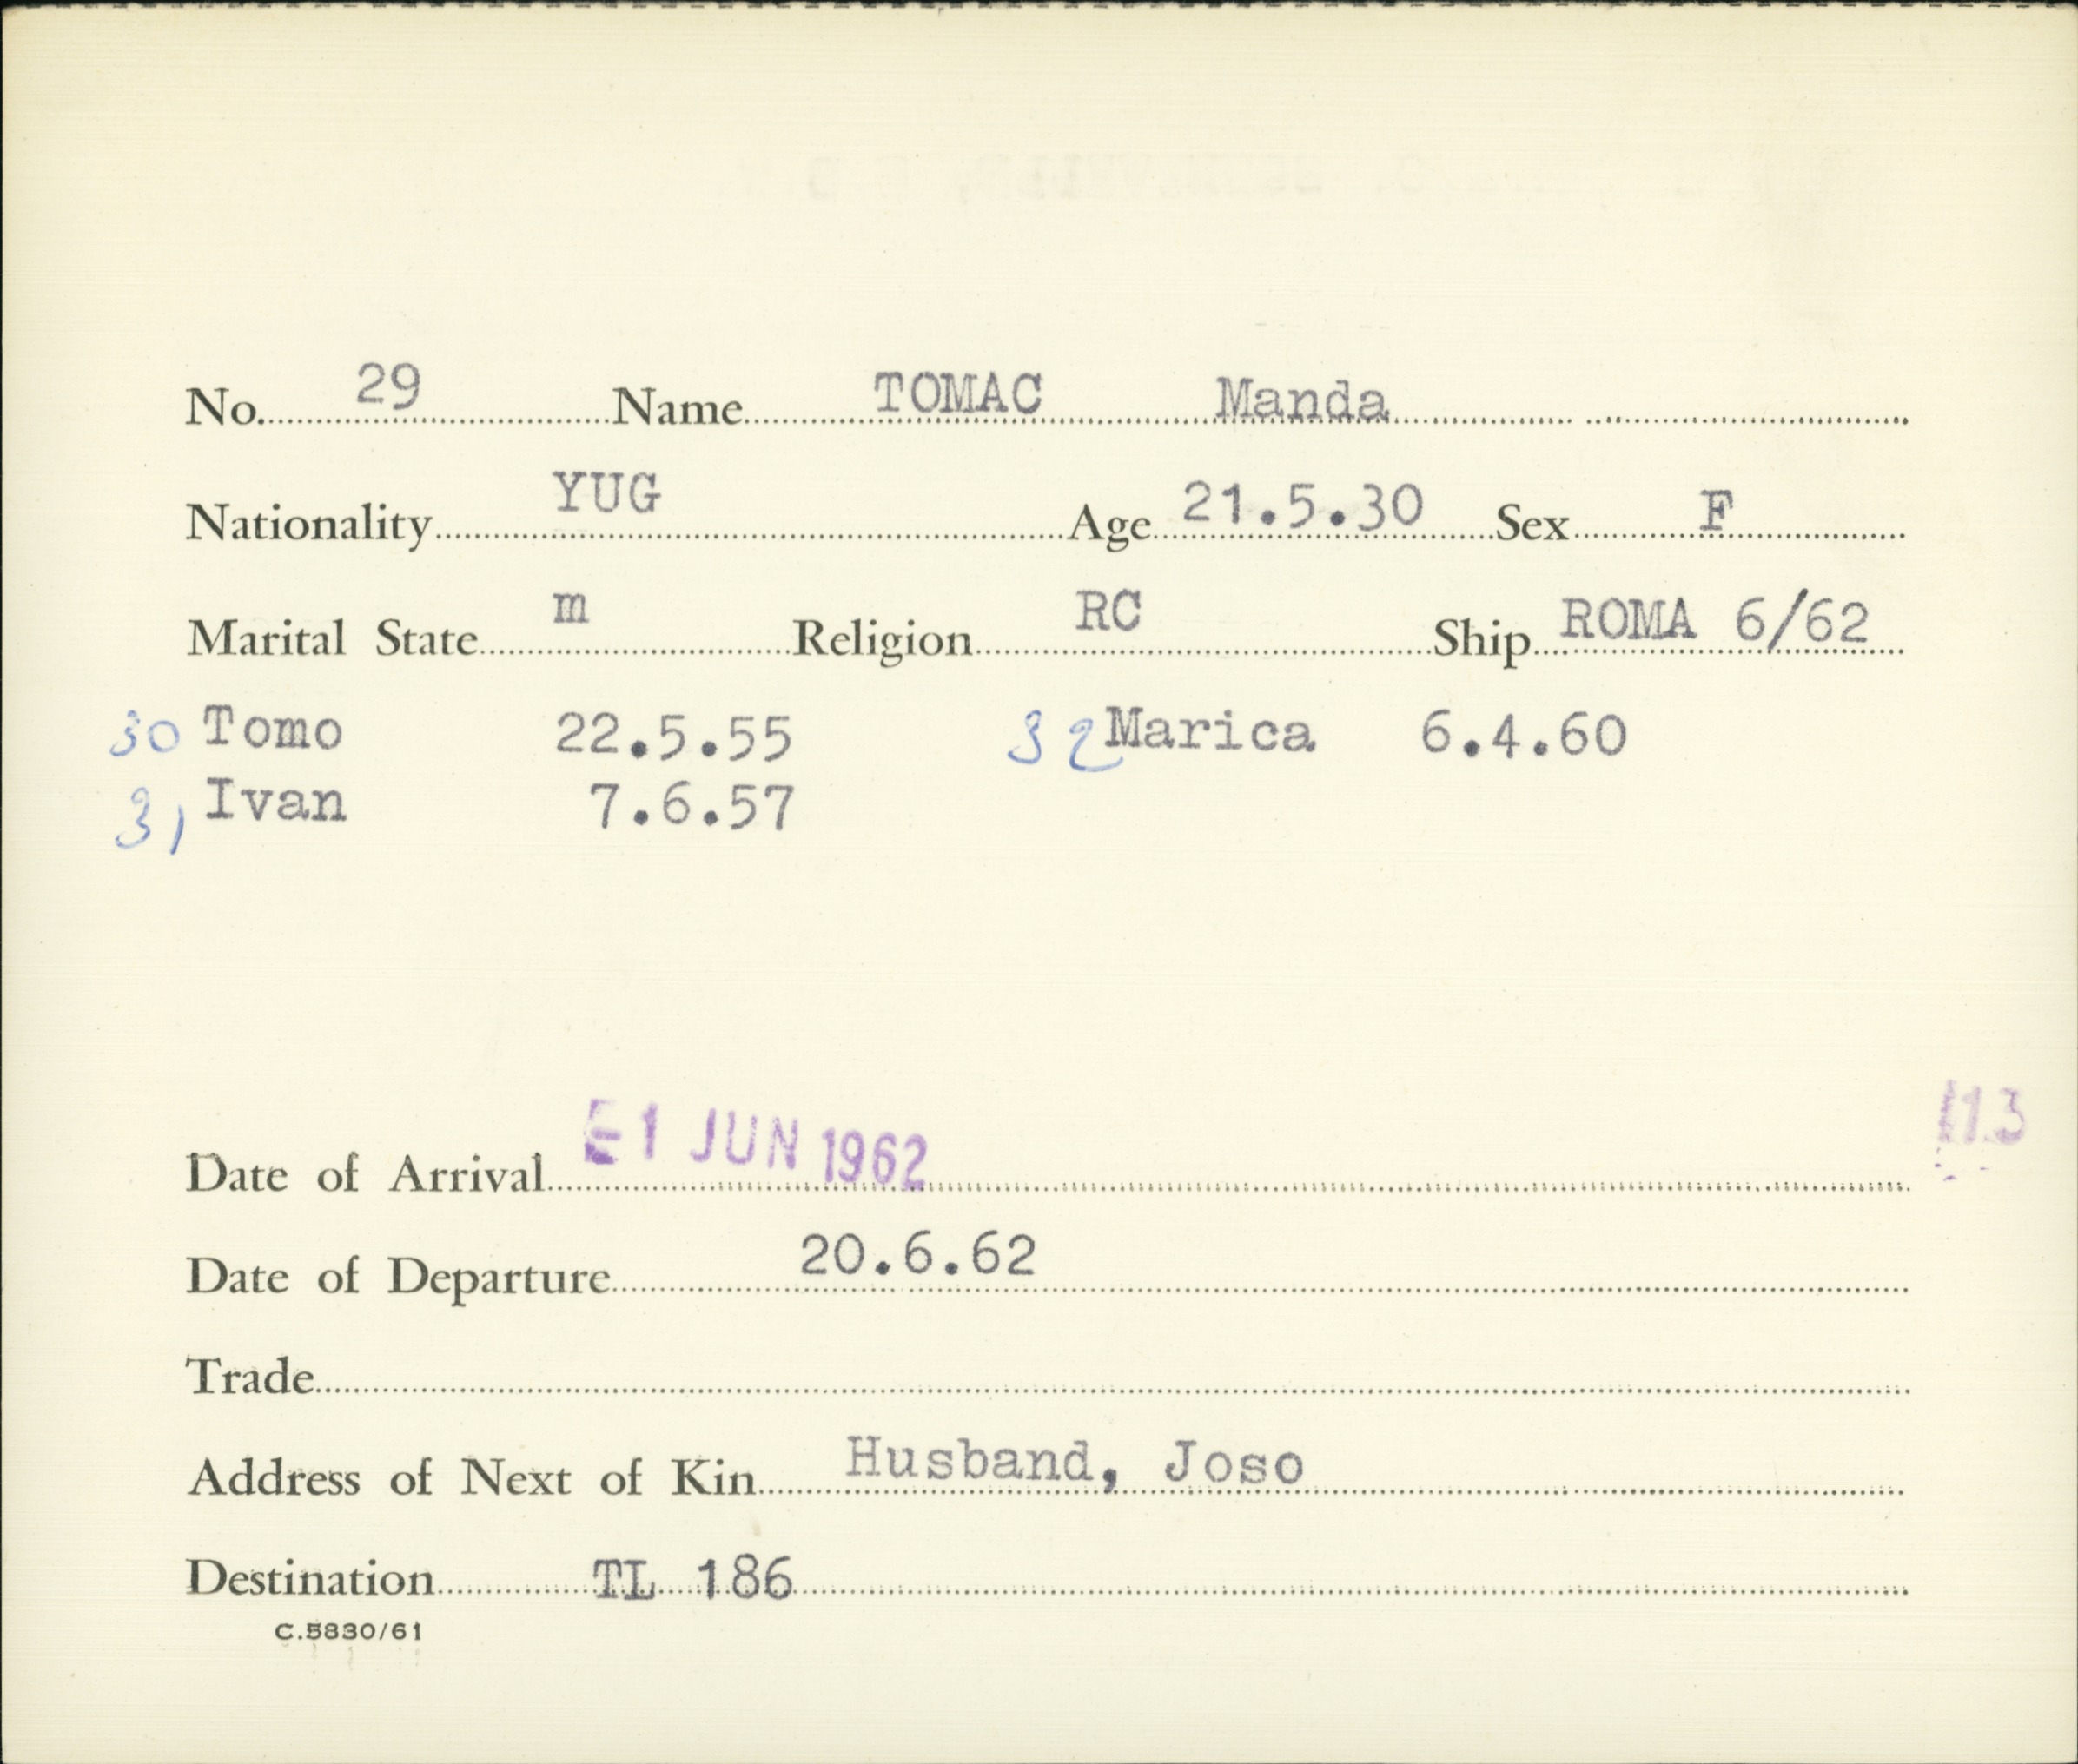 No. 29 Name TOMAC Manda
Nationality YUG Age 21.5.30 Sex F
Marital State m Religion RC Ship ROMA 6/62
30 Tomo 22.5.55 32 Marica 6.4.60
31 Ivan 7.6.57
113
Date of Arrival 1 JUN 1962
Date of Departure 20.6.62
Trade
Address of Next of Kin Husband, Joso
Destination TL 186
C.5830/61